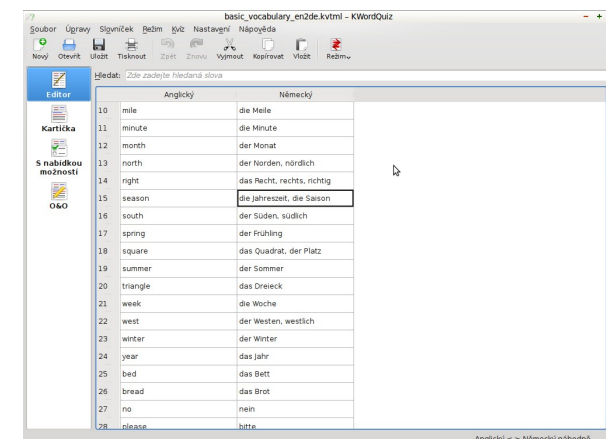 basic_vocabulary_en2de.kvtml – KWordQuiz
Soubor Úpravy Slovníček Režim Kvíz Nastavení Nápověda
Nový Otevřít Uložit Tisknout Zpět Znovu Vyjmout Kopírovat Vložit Režim
Hledat: Zde zadejte hledaná slova
Editor
Kartička
S nabídkou
možností
O&O
Anglický Německý
10 mile die Meile
11 minute die Minute
12 month der Monat
13 north der Norden, nördlich
14 right das Recht, rechts, richtig
15 season die Jahreszeit, die Saison
16 south der Süden, südlich
17 spring der Frühling
18 square das Quadrat, der Platz
19 summer der Sommer
20 triangle das Dreieck
21 week die Woche
22 west der Westen, westlich
23 winter der Winter
24 year das Jahr
25 bed das Bett
26 bread das Brot
27 no nein
28 please bitte
Anglický < > Německý náhodně